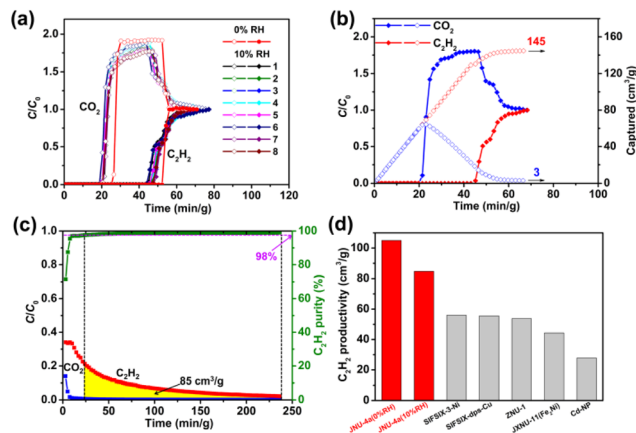 (a)
2.0
1.5
1.0
0.5
0.0
C/C0
0 20 40 60 80 100 120
Time (min/g)
0% RH
10% RH
1
2
3
4
5
6
7
8
CO2
C2H2
(b)
CO2
C2H2
2.0
1.5
1.0
0.5
0.0
C/C0
145
3
200
160
120
80
40
0
Captured (cm3/g)
0 20 40 60 80 100
Time (min/g)
(c)
1.0
0.8
0.6
0.4
0.2
0.0
C/C0
98%
CO2
C2H2
85 cm3/g
100
80
60
40
20
0
C2H2 purity (%)
0 50 100 150 200 250
Time (min/g)
(d)
120
100
80
60
40
20
0
C2H2 productivity (cm3/g)
JNU-4a(0%RH)
JNU-4a(10%RH)
SIFSIX-3-Ni
SIFSIX-dps-Cu
ZNU-1
JXNU-11(Fe2Ni)
Cd-NP